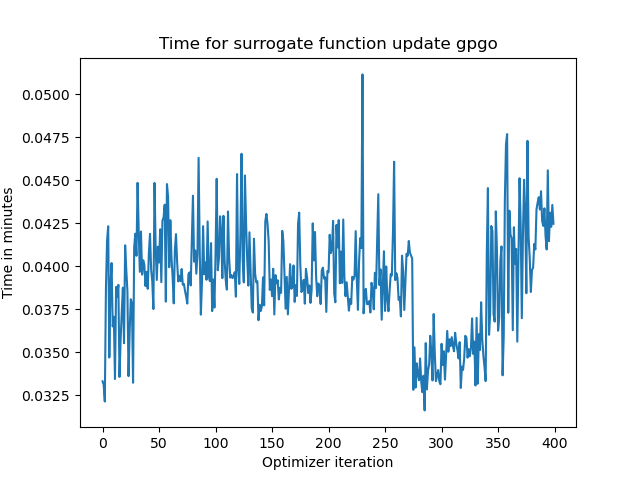 Time for surrogate function update gpgo
Time in minutes
0.0500
0.0475
0.0450
0.0425
0.0400
0.0375
0.0350
0.0325
0 50 100 150 200 250 300 350 400
Optimizer iteration